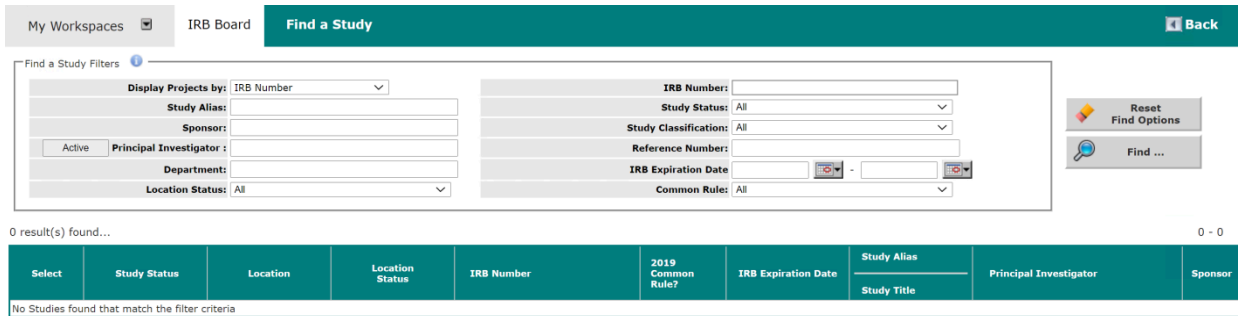 My Workspaces IRB Board Find a Study Back
Find a Study Filters
Display Projects by: IRB Number IRB Number:
Study Alias: Study Status: All
Sponsor: Study Classification: All
Active Principal Investigator : Reference Number:
Department: IRB Expiration Date -
Location Status: All Common Rule: All
Reset
Find Options
Find ...
0 result(s) found... 0 - 0
Select Study Status Location Location Status IRB Number 2019 Common Rule? IRB Expiration Date Study Alias Study Title Principal Investigator Sponsor
No Studies found that match the filter criteria